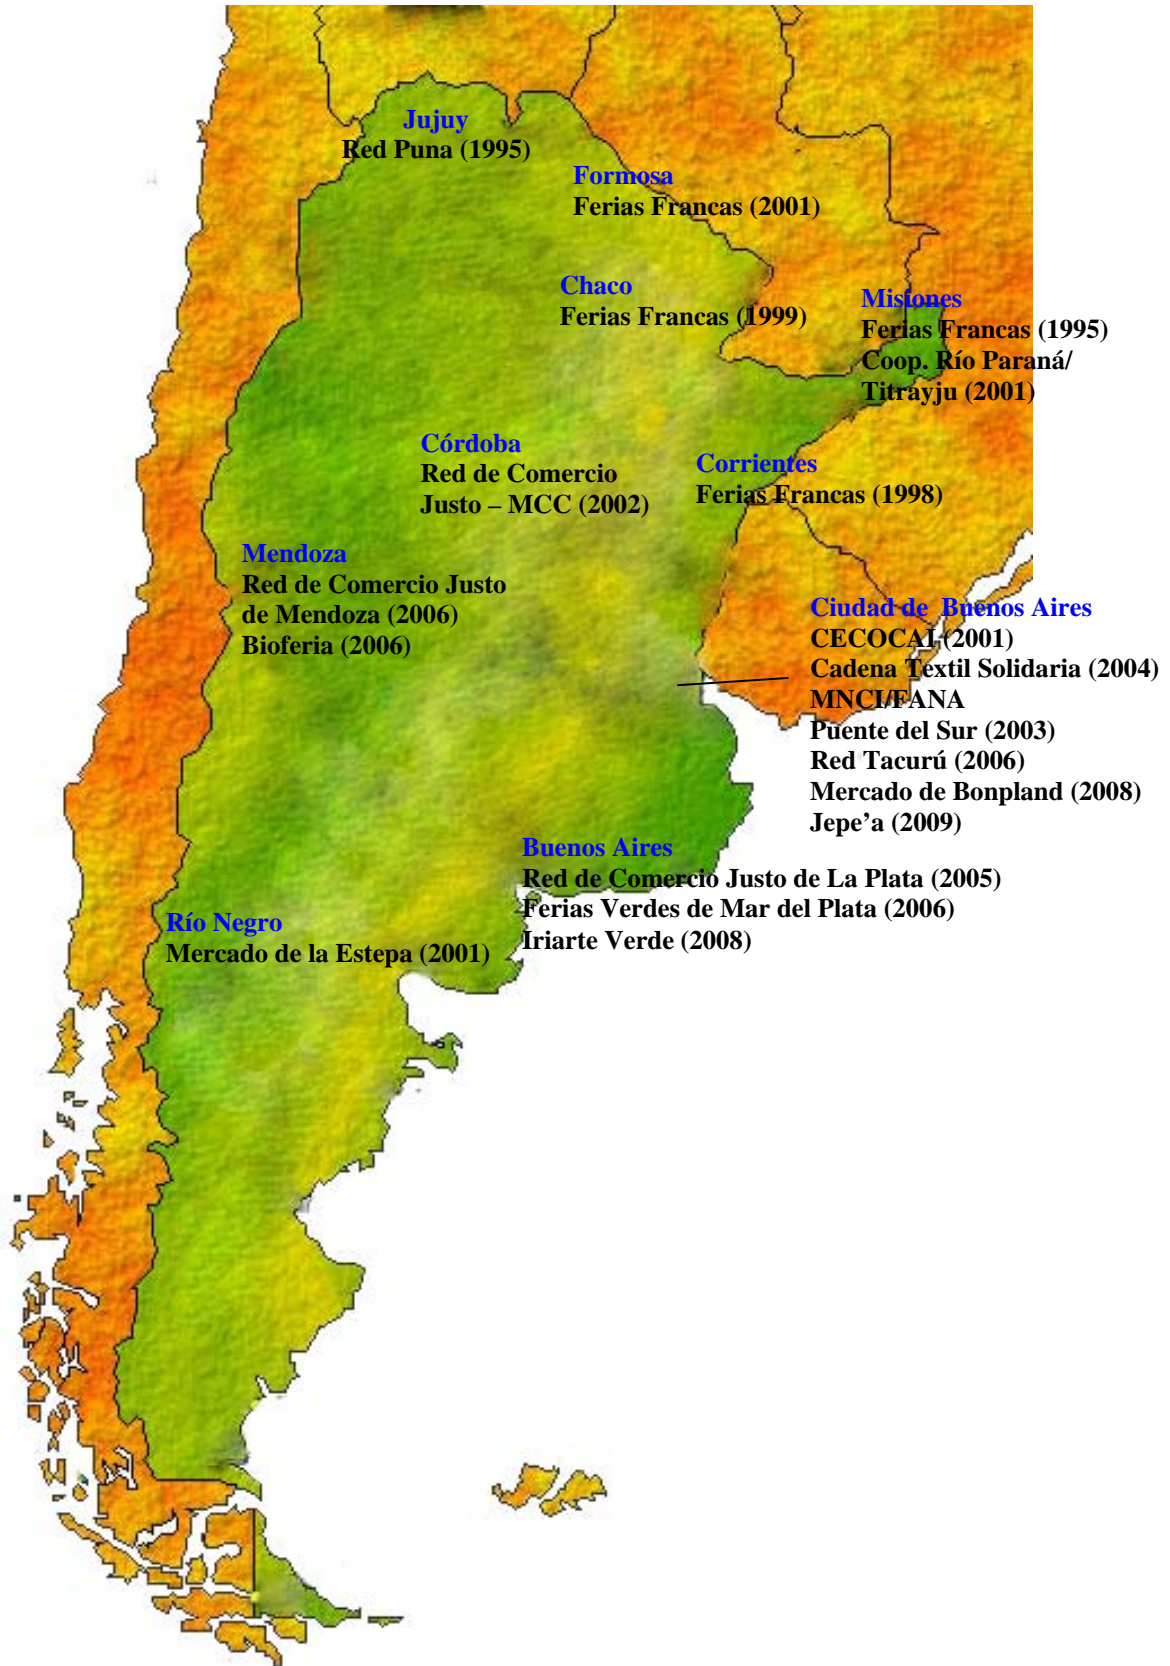 Jujuy
Red Puna (1995)
Formosa
Ferias Francas (2001)
Chaco
Ferias Francas (1999)
Misiones
Ferias Francas (1995)
Coop. Río Paraná/
Titrayju (2001)
Córdoba
Red de Comercio
Justo – MCC (2002)
Corrientes
Ferias Francas (1998)
Mendoza
Red de Comercio Justo
de Mendoza (2006)
Bioferia (2006)
Ciudad de  Buenos Aires
CECOCAI (2001)
Cadena Textil Solidaria (2004)
MNCI/FANA
Puente del Sur (2003)
Red Tacurú (2006)
Mercado de Bonpland (2008)
Jepe’a (2009)
Buenos Aires
Red de Comercio Justo de La Plata (2005)
Ferias Verdes de Mar del Plata (2006)
Iriarte Verde (2008)
Río Negro
Mercado de la Estepa (2001)